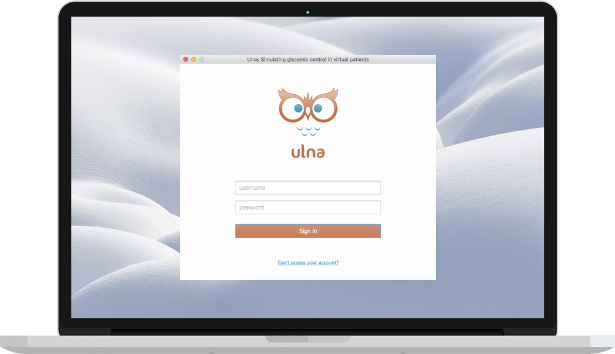 Ulna: Simulating glycemic control in virtual patients
ulna
username
password
Sign in
Can't access your account?